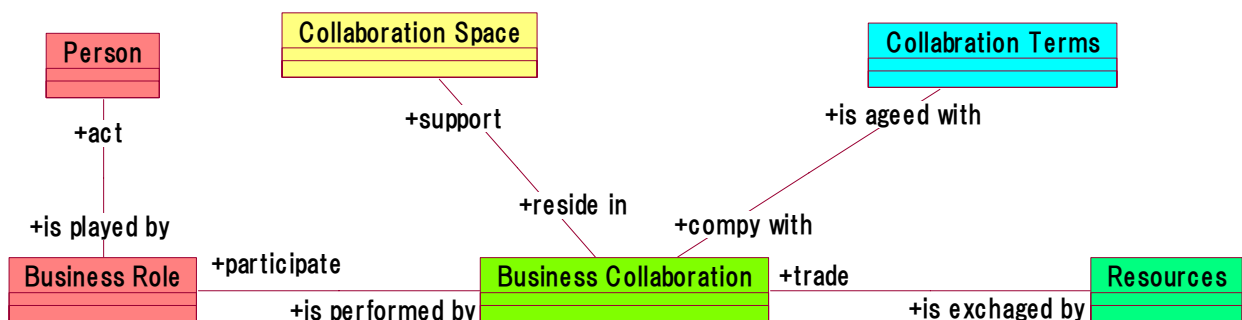 Collaboration Space
Collabration Terms
Person
+act
+support
+is ageed with
+is played by
+reside in
+compy with
Business Role
+participate
Business Collaboration
+trade
Resources
+is performed by
+is exchaged by